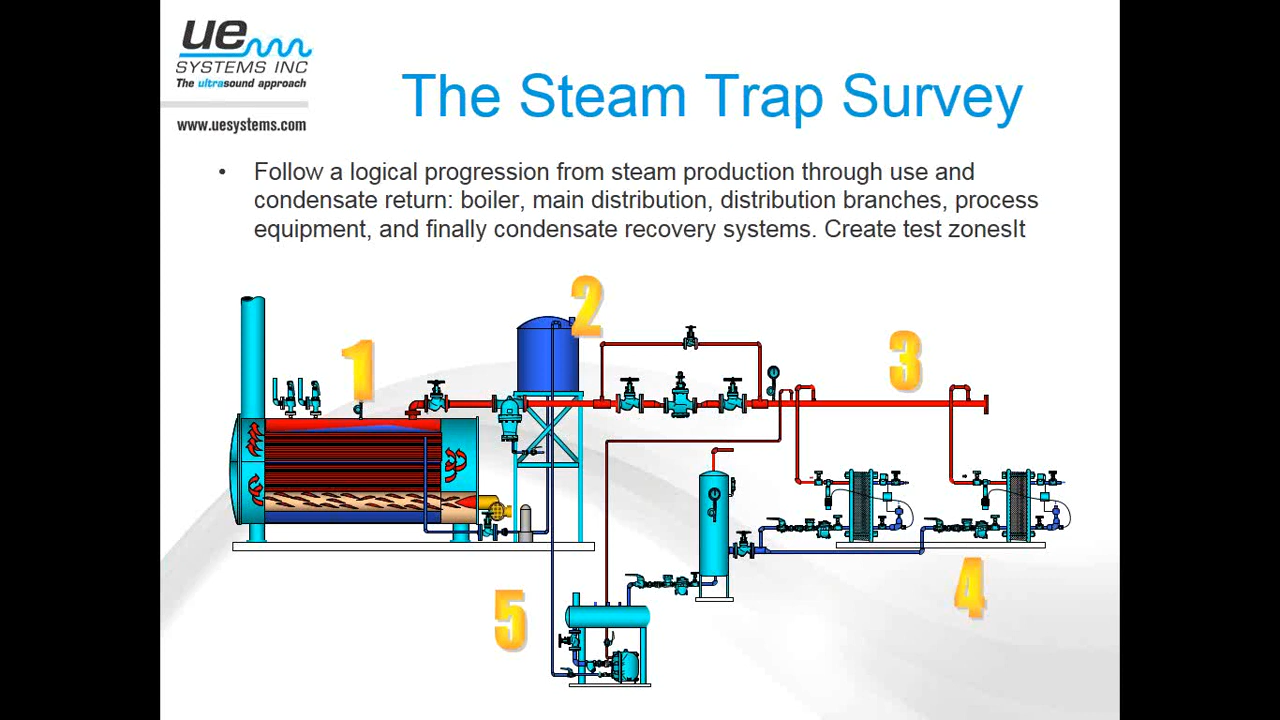 ue
SYSTEMS INC
The ultrasound approach
www.uesystems.com
The Steam Trap Survey
• Follow a logical progression from steam production through use and
condensate return: boiler, main distribution, distribution branches, process
equipment, and finally condensate recovery systems. Create test zonesIt
1
2
3
4
5